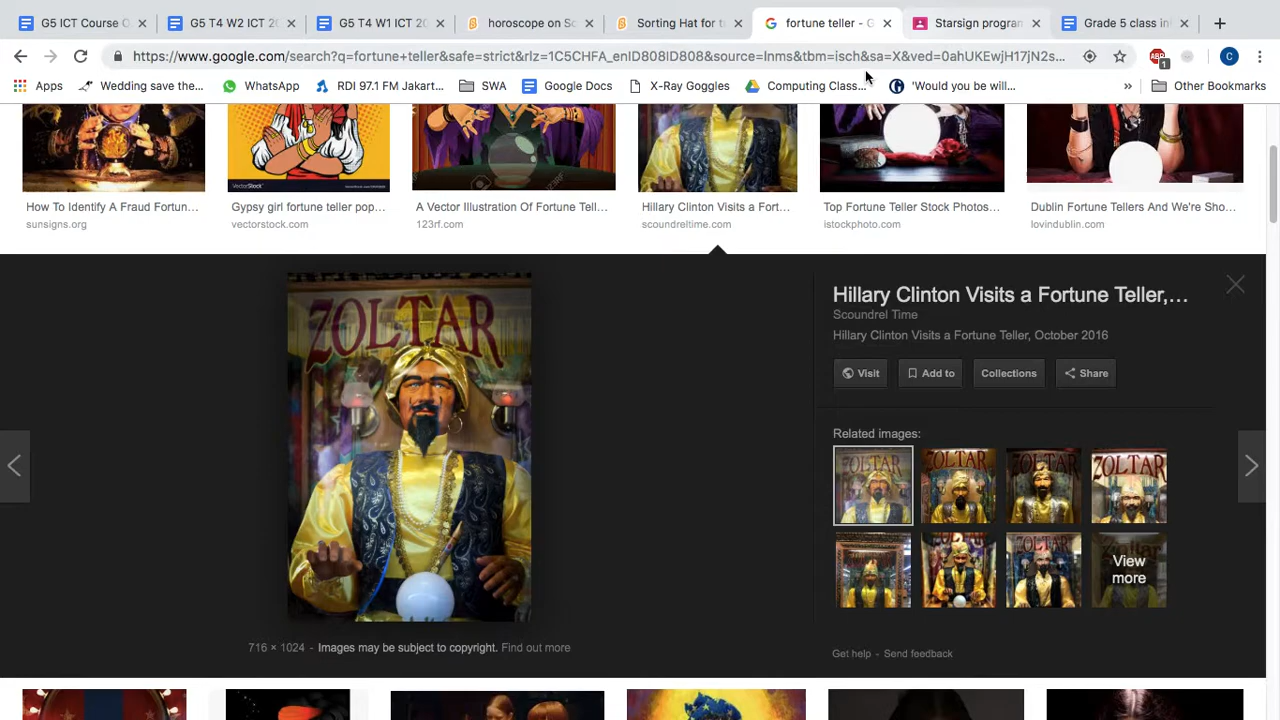 G5 ICT Course O
G5 T4 W2 ICT 20
G5 T4 W1 ICT 20
horoscope on Sc
Sorting Hat for t
fortune teller - G
Starsign progran
Grade 5 class in
https://www.google.com/search?q=fortune+teller&safe=strict&rlz=1C5CHFA_enID808ID808&source=lnms&tbm=isch&sa=X&ved=0ahUKEwjH17jN2s...
1
C
Apps
Wedding save the...
WhatsApp
RDI 97.1 FM Jakart...
SWA
Google Docs
X-Ray Goggles
Computing Class...
'Would you be will...
»
Other Bookmarks
VectorStock
123RF
How To Identify A Fraud Fortun...
Gypsy girl fortune teller pop...
A Vector Illustration Of Fortune Tell...
Hillary Clinton Visits a Fort...
Top Fortune Teller Stock Photos...
Dublin Fortune Tellers And We're Sho...
sunsigns.org
vectorstock.com
123rf.com
scoundreltime.com
istockphoto.com
lovindublin.com
ZOLTAR
Hillary Clinton Visits a Fortune Teller,...
Scoundrel Time
Hillary Clinton Visits a Fortune Teller, October 2016
Visit
Add to
Collections
Share
Related images:
ZOLTAR
ZOLTAR
ZOLTAR
ZOLTAR
View
more
716 × 1024 - Images may be subject to copyright. Find out more
Get help - Send feedback